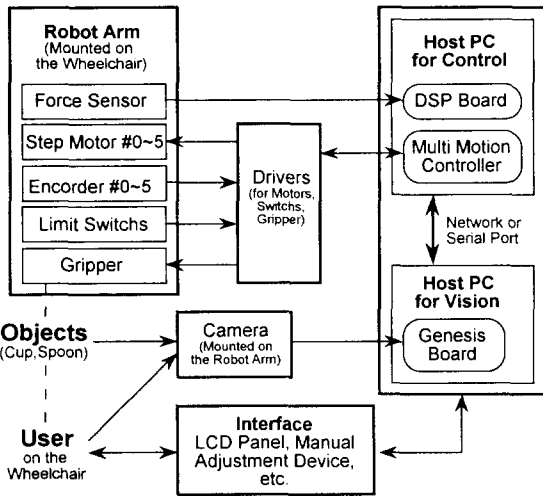 Robot Arm
(Mounted on
the Wheelchair)
Force Sensor
Step Motor #0~5
Encorder #0~5
Limit Switchs
Gripper
Drivers
(for Motors,
Switchs,
Gripper)
Host PC
for Control
DSP Board
Multi Motion
Controller
Network or
Serial Port
Host PC
for Vision
Genesis
Board
Objects
(Cup,Spoon)
Camera
(Mounted on
the Robot Arm)
User
on the
Wheelchair
Interface
LCD Panel, Manual
Adjustment Device,
etc.